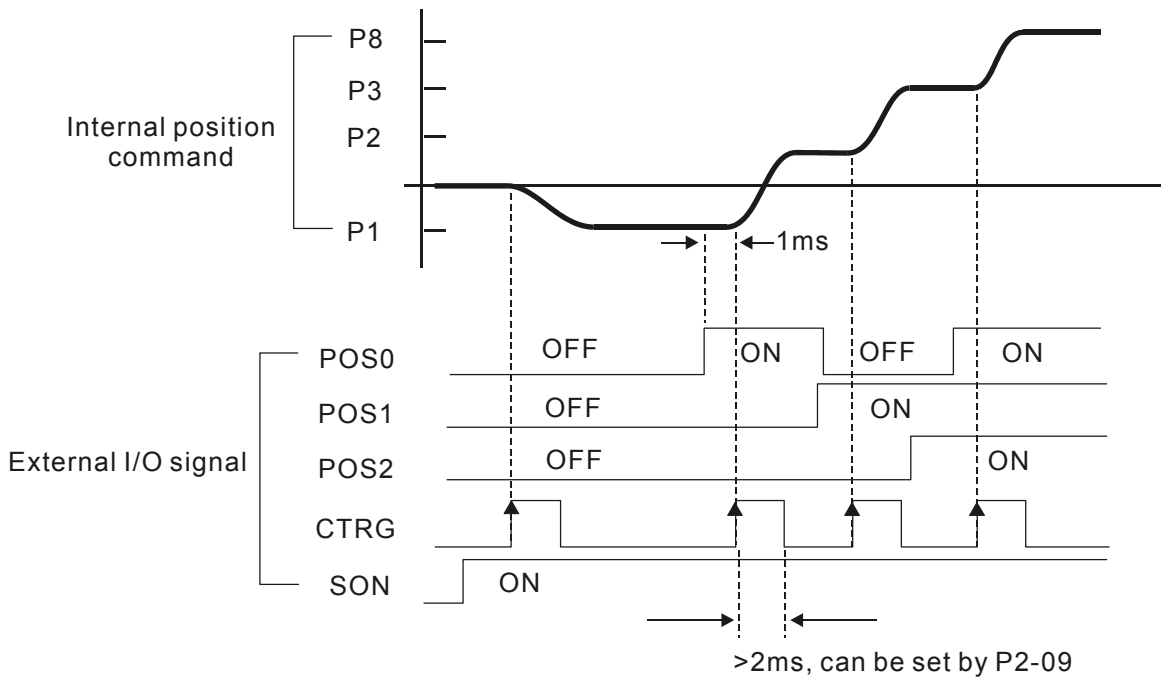 P8
P3
Internal position
command
P2
P1
1ms
POS0
OFF
ON
OFF
ON
POS1
OFF
ON
External I/O signal
POS2
OFF
ON
CTRG
SON
ON
>2ms, can be set by P2-09